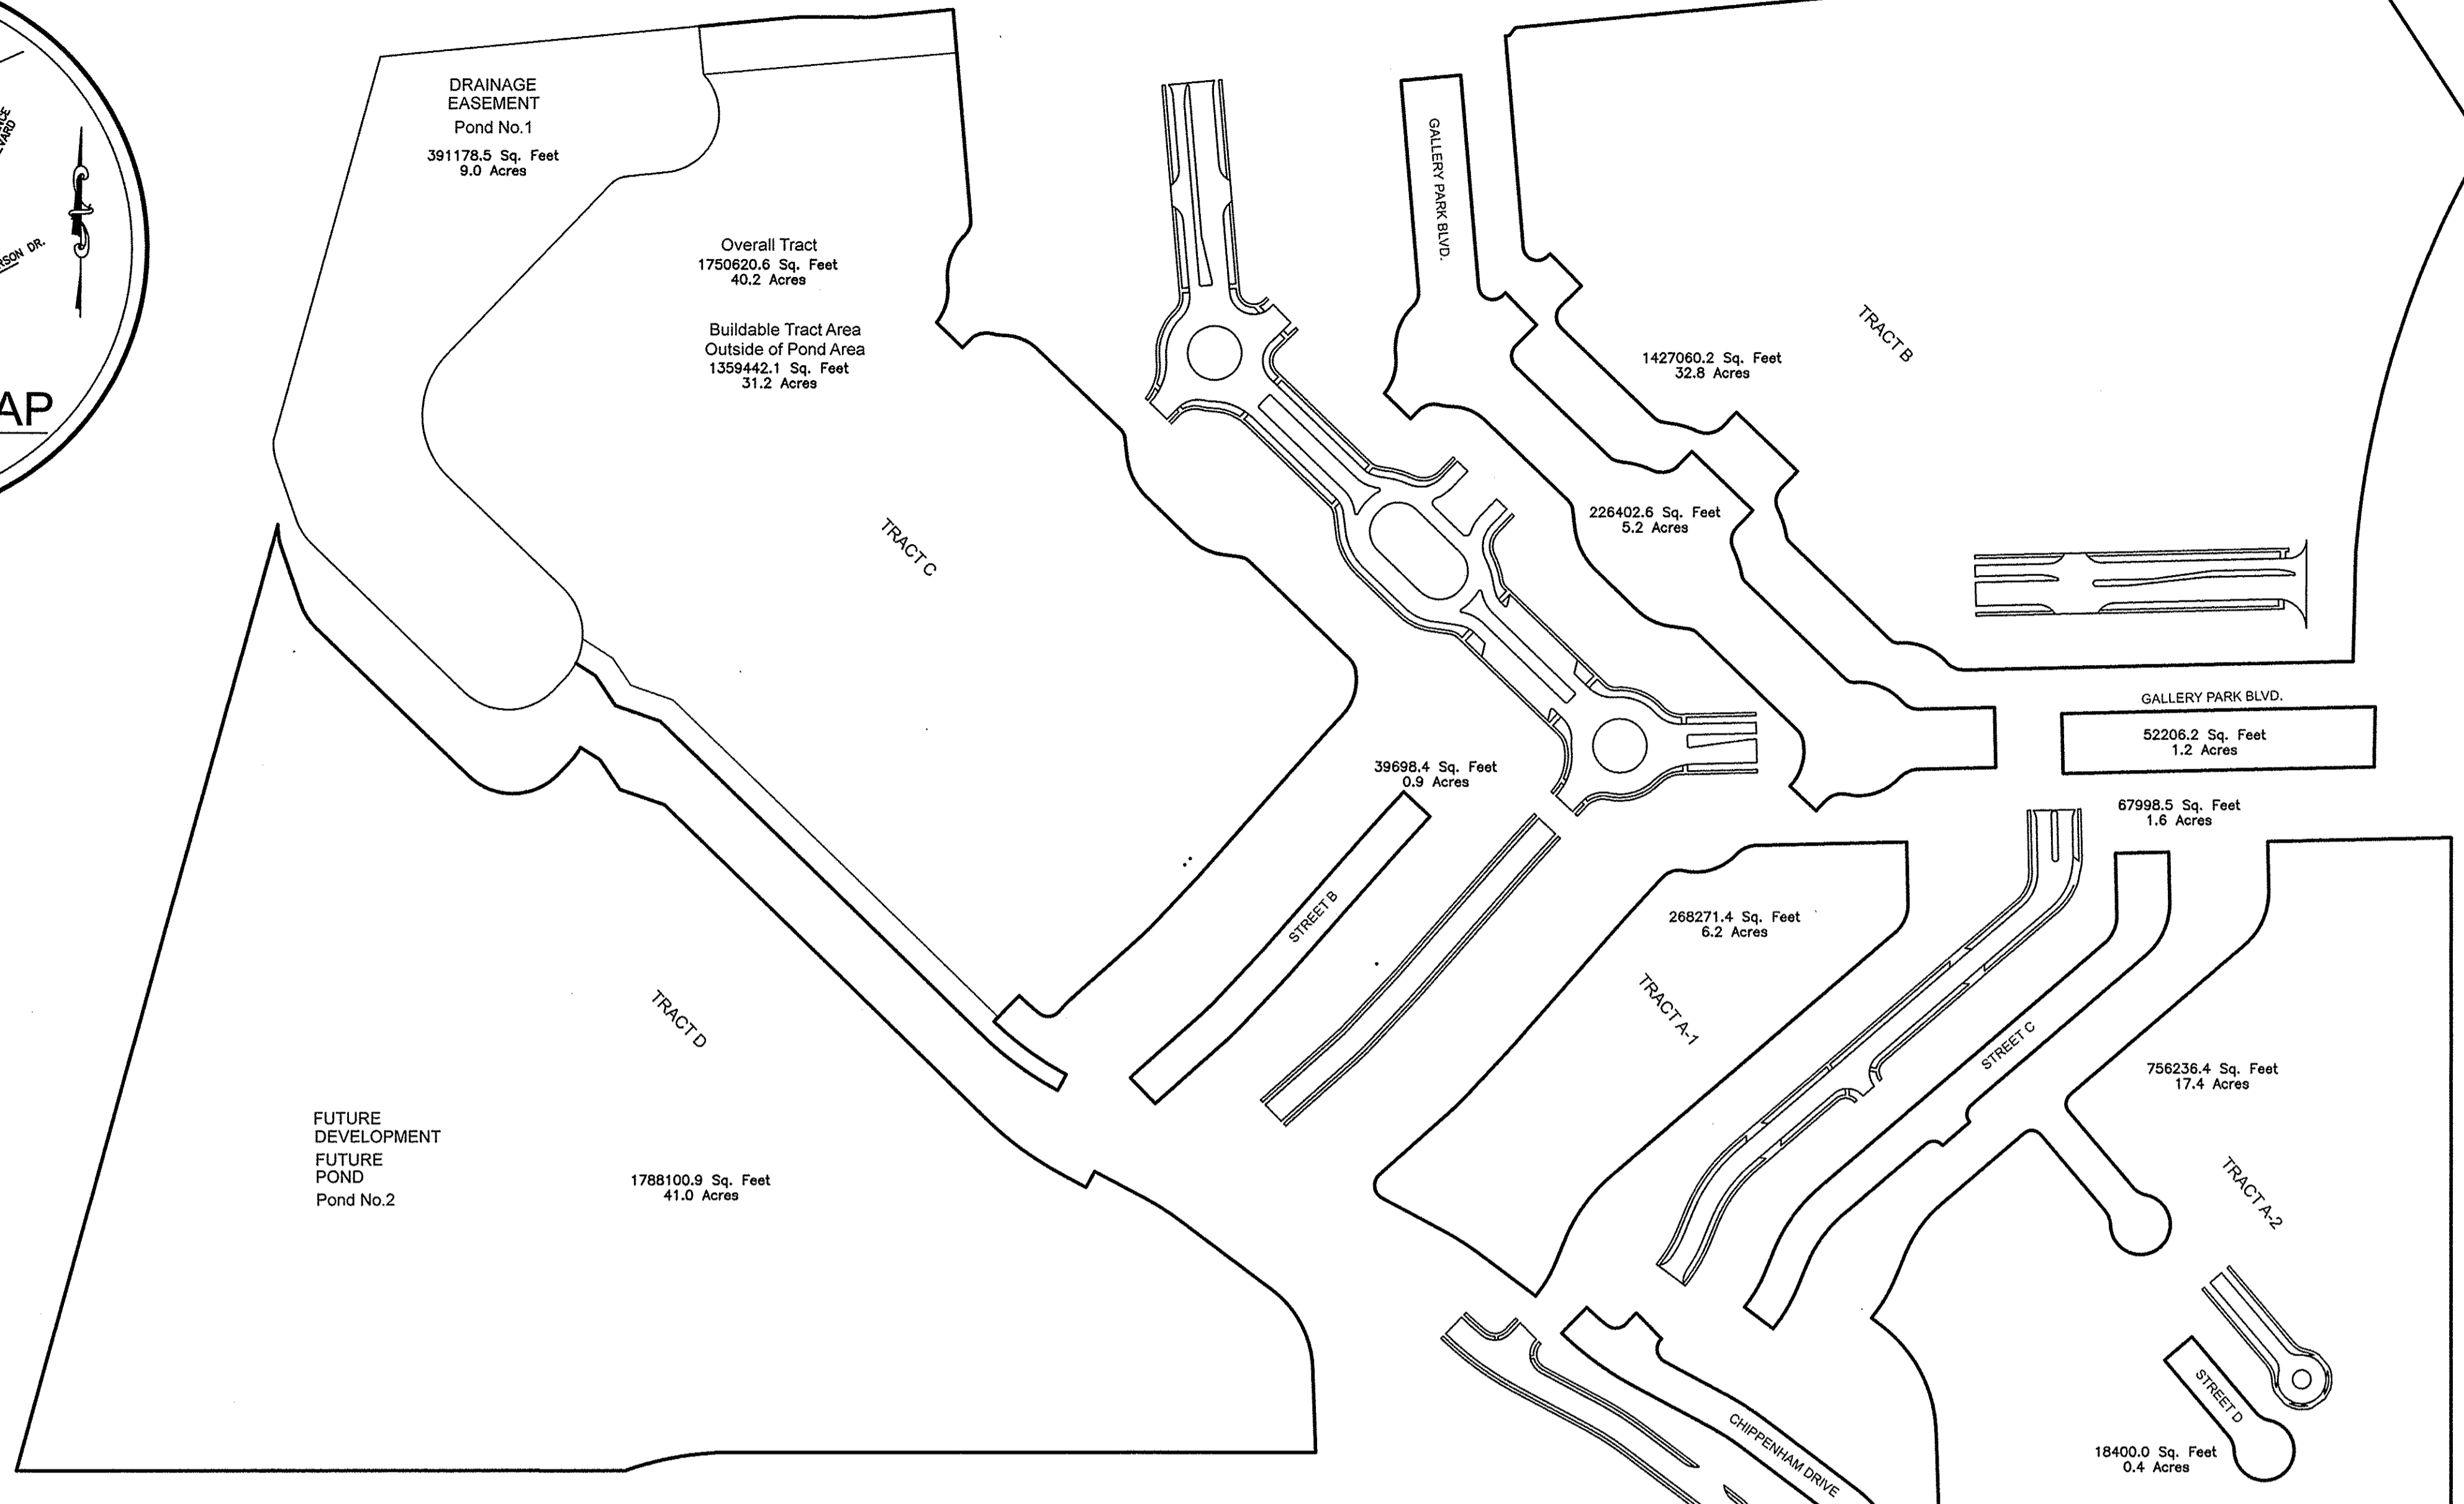 AP
RSON DR.
DRAINAGE
EASEMENT
Pond No.1
391178.5 Sq. Feet
9.0 Acres
Overall Tract
1750620.6 Sq. Feet
40.2 Acres
Buildable Tract Area
Outside of Pond Area
1359442.1 Sq. Feet
31.2 Acres
TRACT C
GALLERY PARK BLVD.
TRACT B
1427060.2 Sq. Feet
32.8 Acres
226402.6 Sq. Feet
5.2 Acres
GALLERY PARK BLVD.
52206.2 Sq. Feet
1.2 Acres
39698.4 Sq. Feet
0.9 Acres
STREET B
67998.5 Sq. Feet
1.6 Acres
268271.4 Sq. Feet
6.2 Acres
TRACT A-1
STREET C
756236.4 Sq. Feet
17.4 Acres
TRACT A-2
TRACT D
FUTURE
DEVELOPMENT
FUTURE
POND
Pond No.2
1788100.9 Sq. Feet
41.0 Acres
CHIPPENHAM DRIVE
STREET D
18400.0 Sq. Feet
0.4 Acres